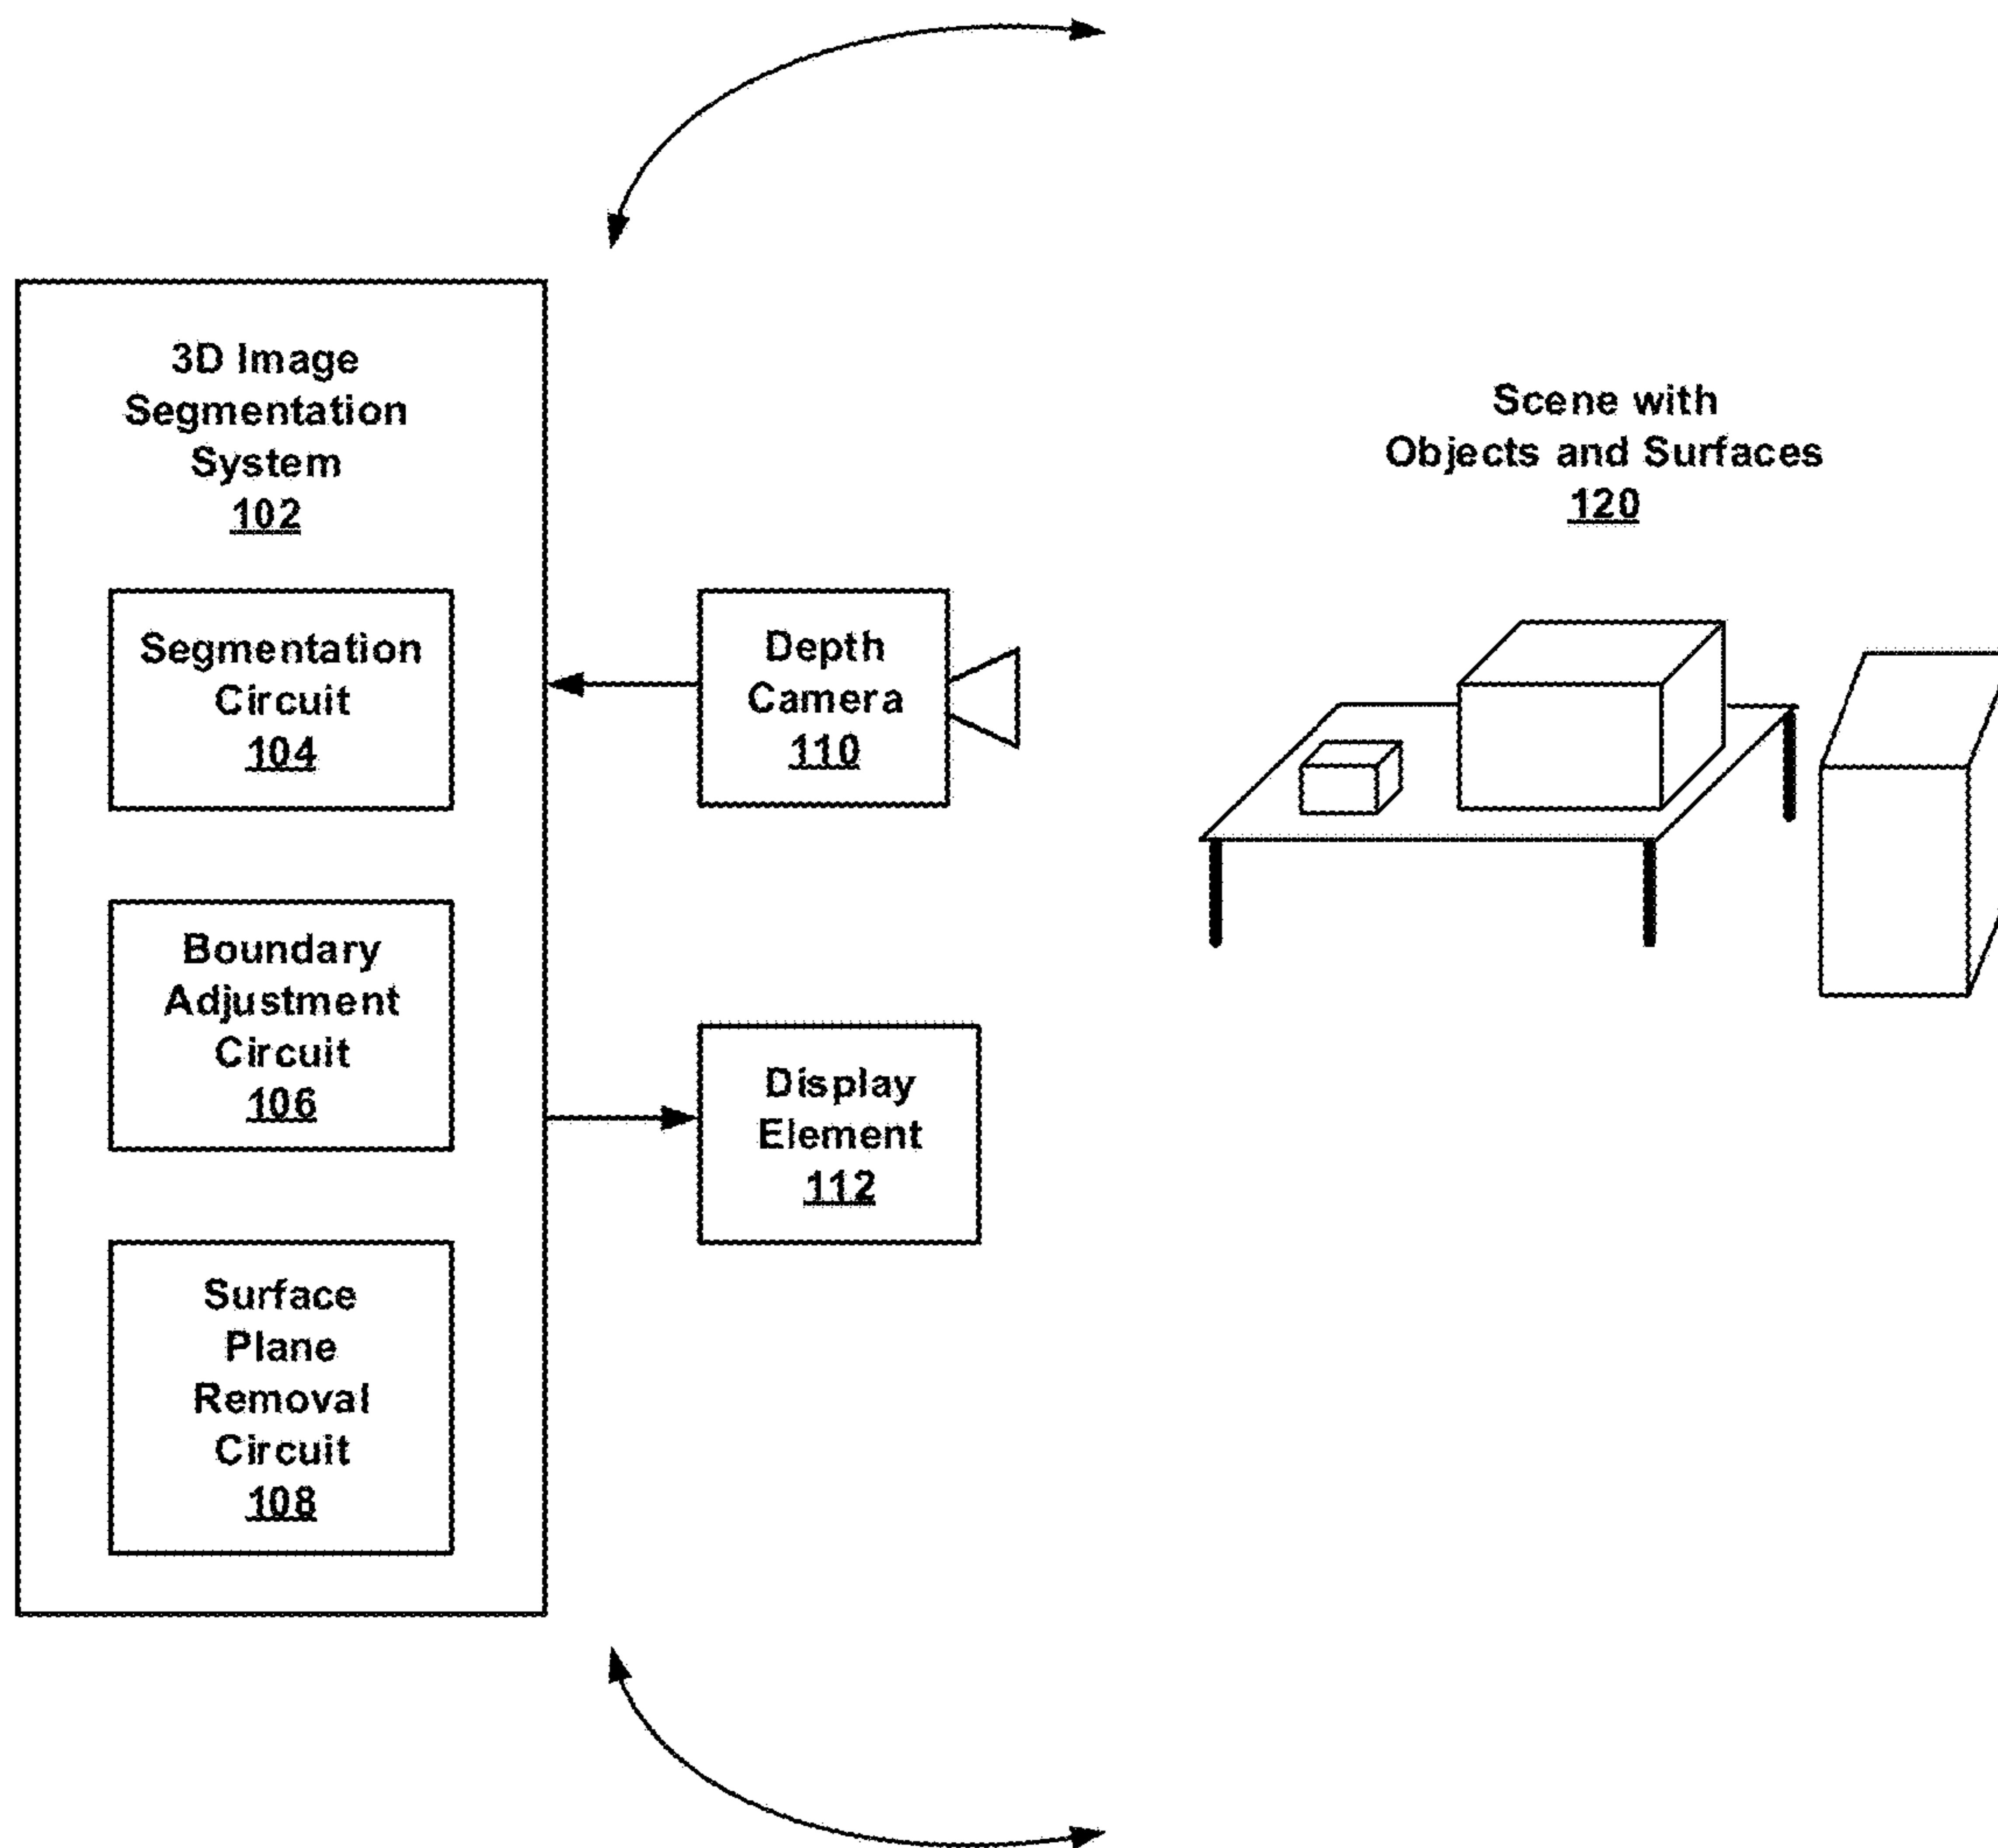 3D Image
Segmentation
System
102
Segmentation
Circuit
104
Boundary
Adjustment
Circuit
106
Surface
Plane
Removal
Circuit
108
Depth
Camera
110
Display
Element
112
Scene with
Objects and Surfaces
120